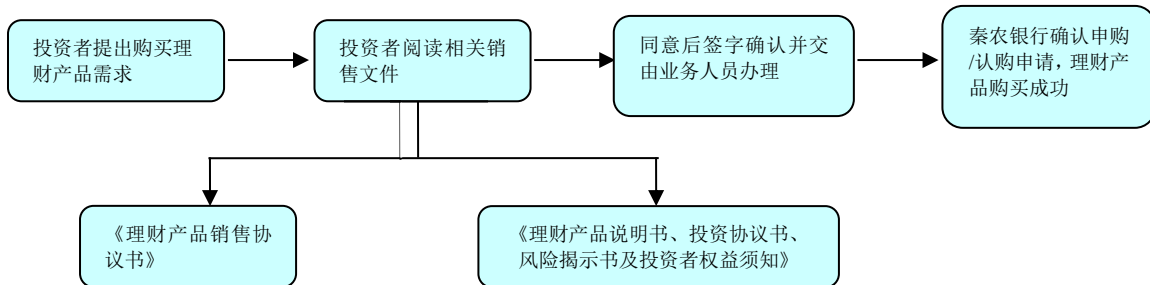 投资者提出购买理
财产品需求
投资者阅读相关销
售文件
同意后签字确认并交
由业务人员办理
秦农银行确认申购
/认购申请，理财产
品购买成功
《理财产品销售协
议书》
《理财产品说明书、投资协议书、
风险揭示书及投资者权益须知》